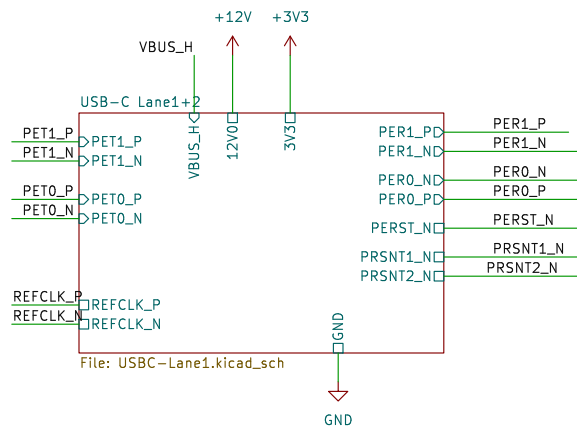 +12V
+3V3
VBUS_H
USB-C Lane1+2
VBUS_H
12V0
3V3
PET1_P
PET1_P
PER1_P
PER1_P
PET1_N
PET1_N
PER1_N
PER1_N
PER0_N
PER0_N
PET0_P
PET0_P
PER0_P
PER0_P
PET0_N
PET0_N
PERST_N
PERST_N
PRSNT1_N
PRSNT1_N
PRSNT2_N
PRSNT2_N
REFCLK_P
REFCLK_P
REFCLK_N
REFCLK_N
GND
File: USBC-Lane1.kicad_sch
GND